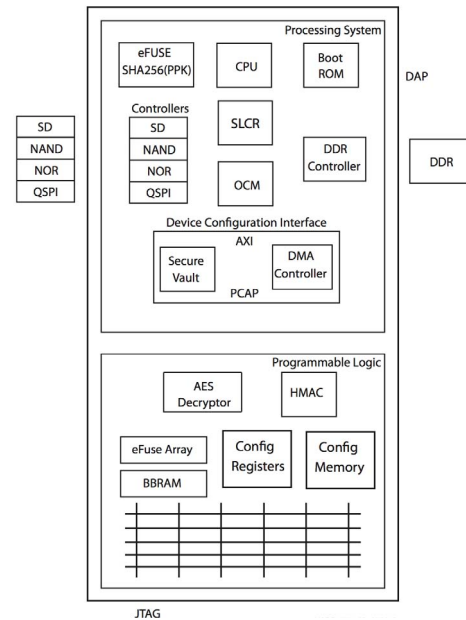 Processing System
eFUSE
SHA256(PPK)
CPU
Boot
ROM
DAP
Controllers
SD
NAND
NOR
QSPI
SD
NAND
NOR
QSPI
SLCR
OCM
DDR
Controller
DDR
Device Configuration Interface
AXI
Secure
Vault
DMA
Controller
PCAP
Programmable Logic
AES
Decryptor
HMAC
eFuse Array
BBRAM
Config
Registers
Config
Memory
JTAG